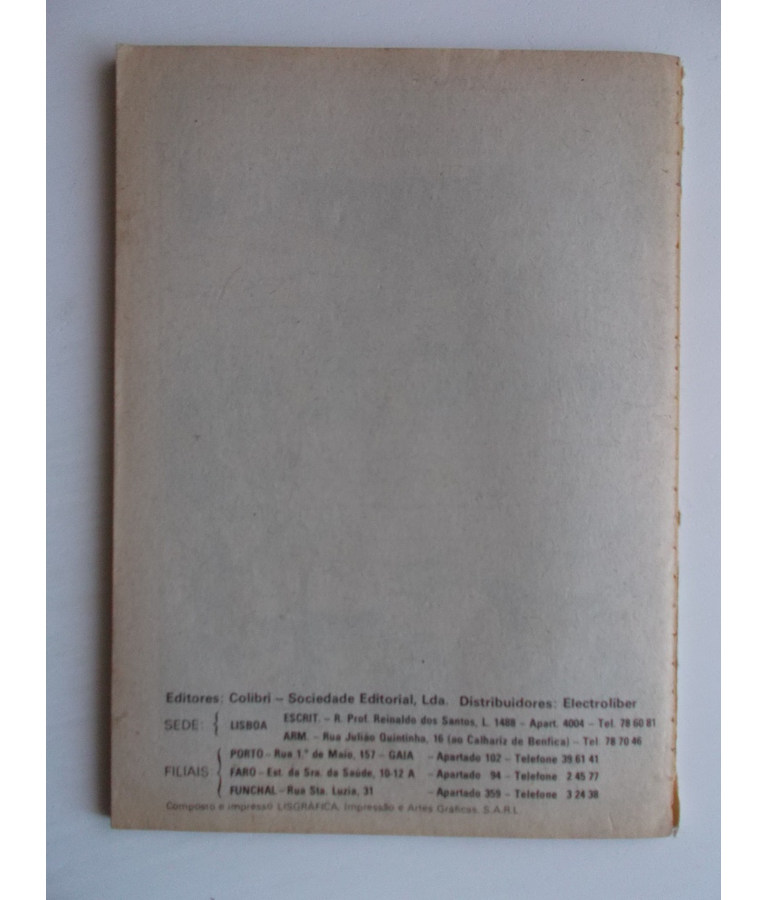 Editores: Colibri – Sociedade Editorial, Lda. Distribuidores: Electroliber
SEDE: { LISBOA ESCRIT. – R. Prof. Reinaldo dos Santos, L. 1488 – Apart. 4004 – Tel. 78 60 81
ARM. – Rua Julião Quintinha, 16 (ao Calhariz de Benfica) – Tel. 78 70 46
FILIAIS: { PORTO – Rua 1.º de Maio, 157 – GAIA – Apartado 102 – Telefone 39 61 41
FARO – Est. da Sra. da Saúde, 10-12 A – Apartado 94 – Telefone 2 45 77
FUNCHAL – Rua Sta. Luzia, 31 – Apartado 359 – Telefone 3 24 38
Composto e impresso LISGRÁFICA, Impressão e Artes Gráficas, S.A.R.L.